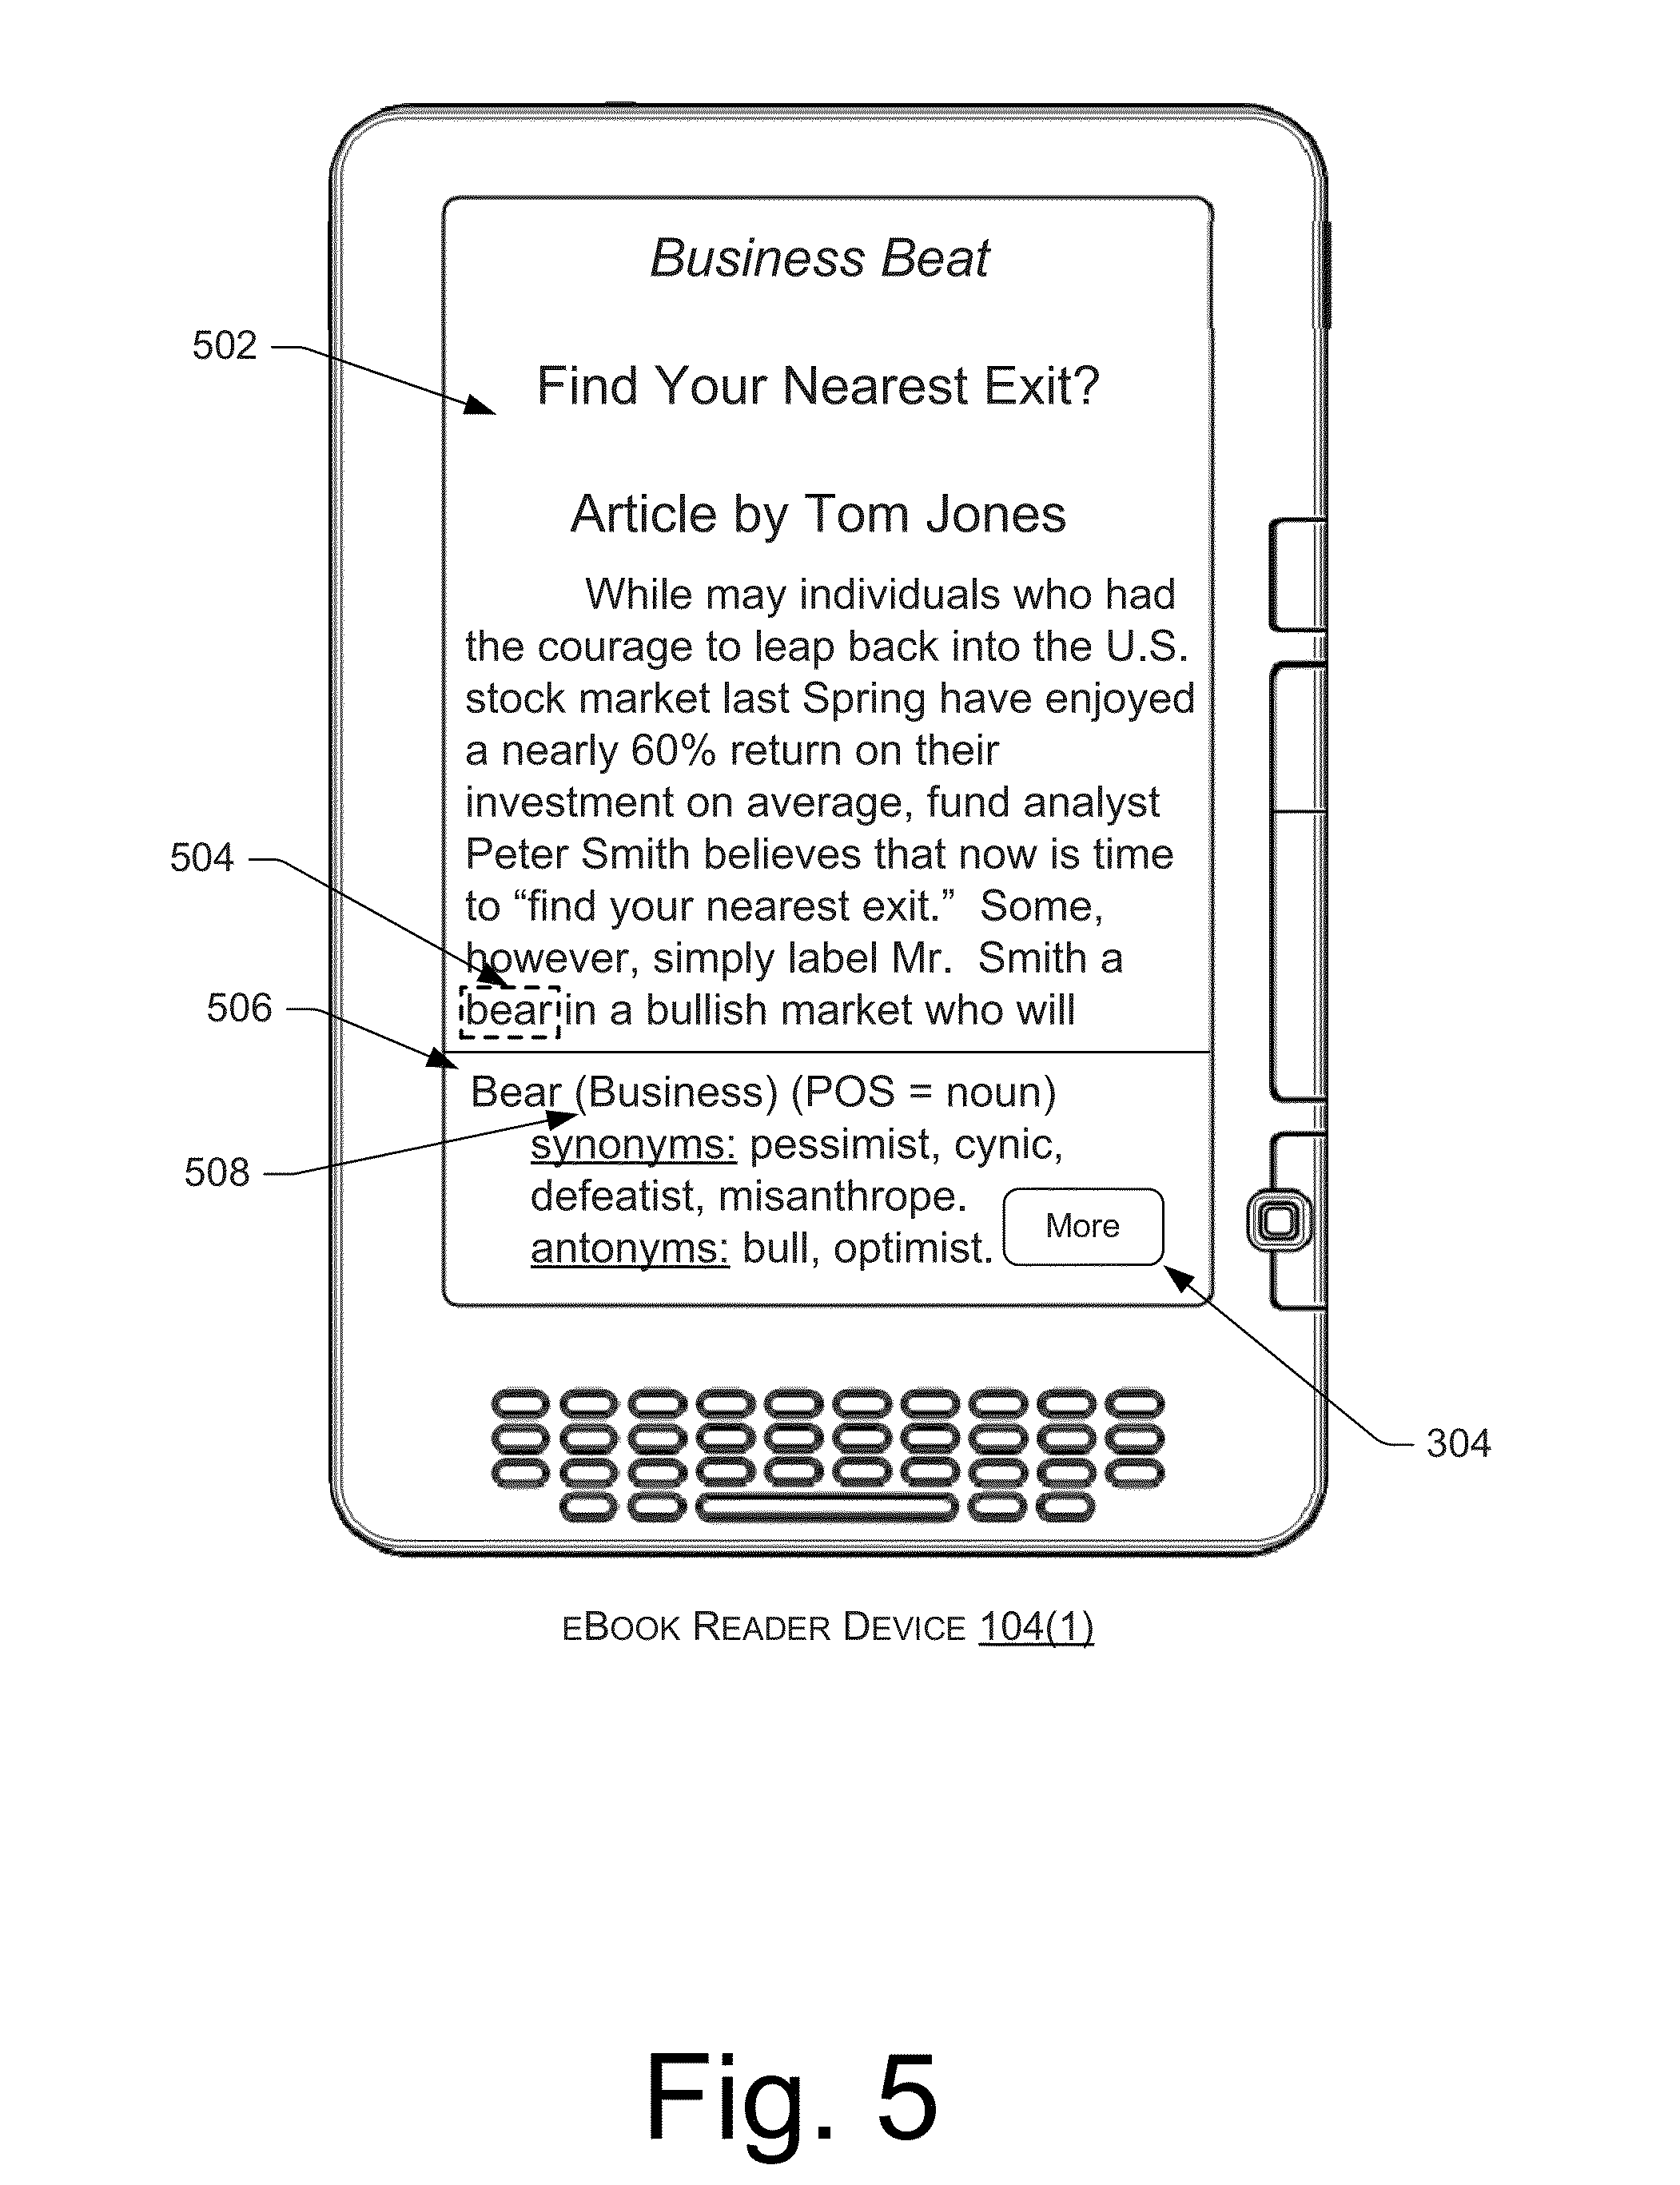 Business Beat
502
Find Your Nearest Exit?
Article by Tom Jones
While may individuals who had
the courage to leap back into the U.S.
stock market last Spring have enjoyed
a nearly 60% return on their
investment on average, fund analyst
504
Peter Smith believes that now is time
to “find your nearest exit.”  Some,
however, simply label Mr.  Smith a
506
bear in a bullish market who will
Bear (Business) (POS = noun)
508
synonyms: pessimist, cynic,
defeatist, misanthrope.
More
antonyms: bull, optimist.
304
EBOOK READER DEVICE 104(1)
Fig. 5